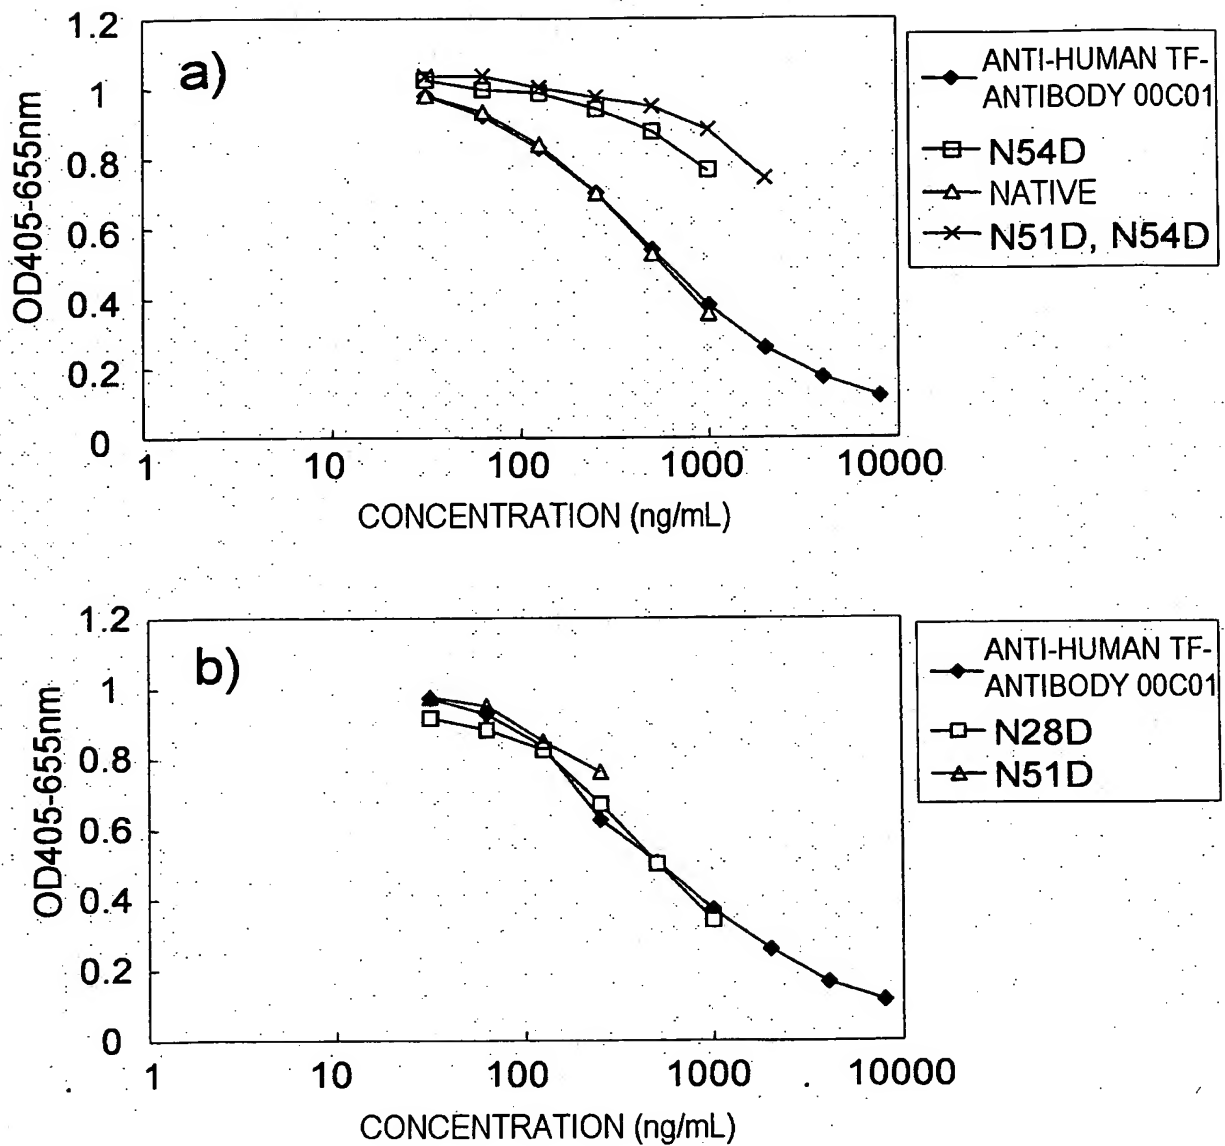 a)
1.2
1
0.8
0.6
0.4
0.2
0
OD405-655nm
1 10 100 1000 10000
CONCENTRATION (ng/mL)
ANTI-HUMAN TF-
ANTIBODY 00C01
N54D
NATIVE
N51D, N54D
b)
1.2
1
0.8
0.6
0.4
0.2
0
OD405-655nm
1 10 100 1000 10000
CONCENTRATION (ng/mL)
ANTI-HUMAN TF-
ANTIBODY 00C01
N28D
N51D